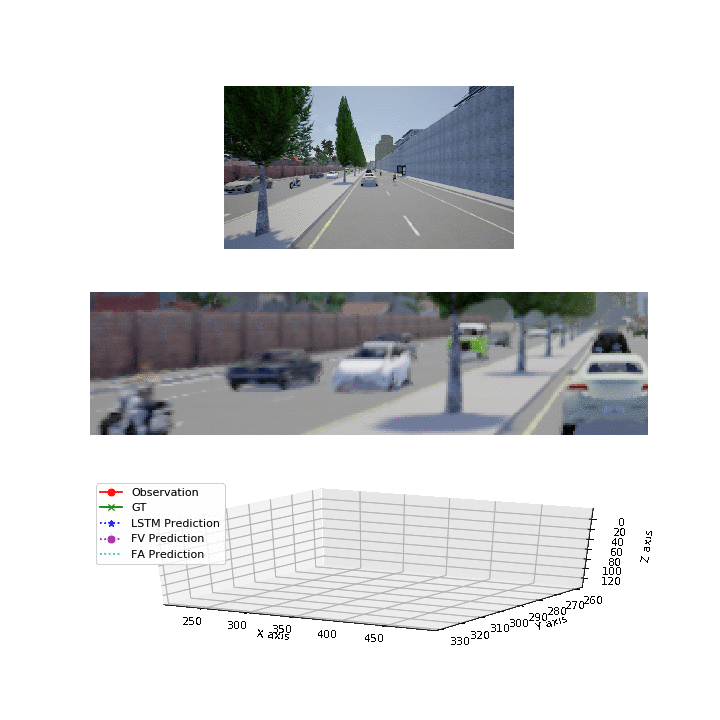 Observation
GT
LSTM Prediction
FV Prediction
FA Prediction
0
20
40
60
80
100
120
Z axis
250
300
350
400
450
X axis
330
320
310
300
290
280
270
260
Y axis